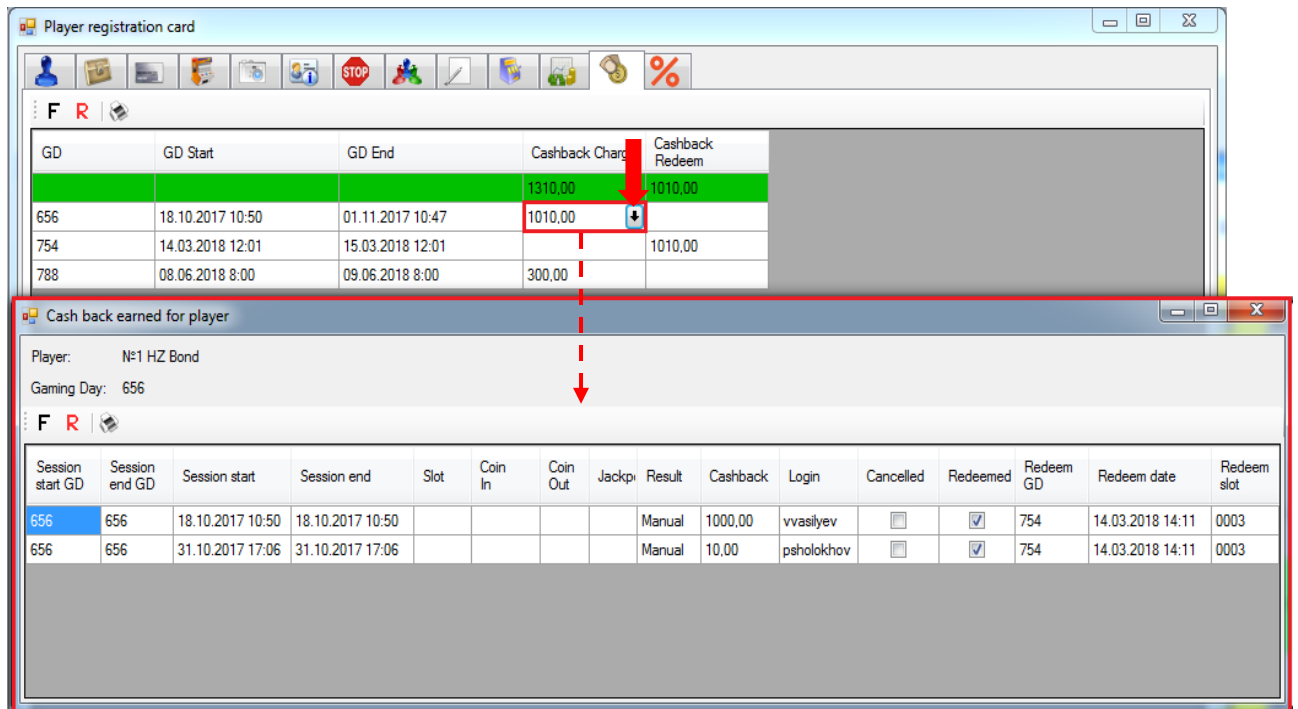 Player registration card
STOP
%
F R
GD GD Start GD End Cashback Charg Cashback Redeem
1310,00 1010,00
656 18.10.2017 10:50 01.11.2017 10:47 1010,00
754 14.03.2018 12:01 15.03.2018 12:01 1010,00
788 08.06.2018 8:00 09.06.2018 8:00 300,00
Cash back earned for player
Player: №1 HZ Bond
Gaming Day: 656
F R
Session start GD Session end GD Session start Session end Slot Coin In Coin Out Jackp Result Cashback Login Cancelled Redeemed Redeem GD Redeem date Redeem slot
656 656 18.10.2017 10:50 18.10.2017 10:50 Manual 1000,00 vvasilyev 754 14.03.2018 14:11 0003
656 656 31.10.2017 17:06 31.10.2017 17:06 Manual 10,00 psholokhov 754 14.03.2018 14:11 0003